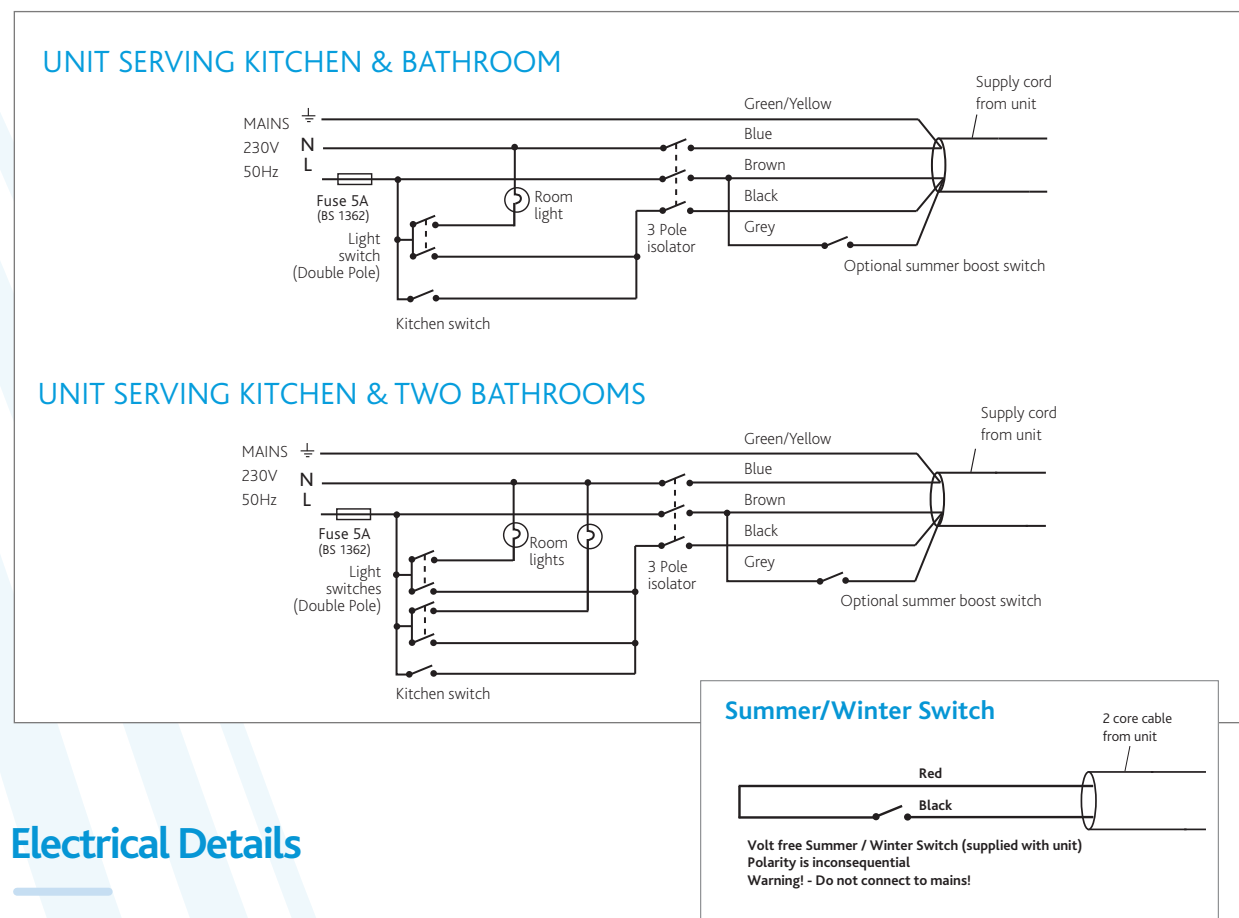 UNIT SERVING KITCHEN & BATHROOM
Supply cord
from unit
Green/Yellow
MAINS
230V
50Hz
N
L
Blue
Brown
Black
Grey
Fuse 5A
(BS 1362)
Room
light
Light
switch
(Double Pole)
3 Pole
isolator
Optional summer boost switch
Kitchen switch
UNIT SERVING KITCHEN & TWO BATHROOMS
Supply cord
from unit
Green/Yellow
MAINS
230V
50Hz
N
L
Blue
Brown
Black
Grey
Fuse 5A
(BS 1362)
Room
lights
Light
switches
(Double Pole)
3 Pole
isolator
Optional summer boost switch
Kitchen switch
Summer/Winter Switch
2 core cable
from unit
Red
Black
Volt free Summer / Winter Switch (supplied with unit)
Polarity is inconsequential
Warning! - Do not connect to mains!
Electrical Details